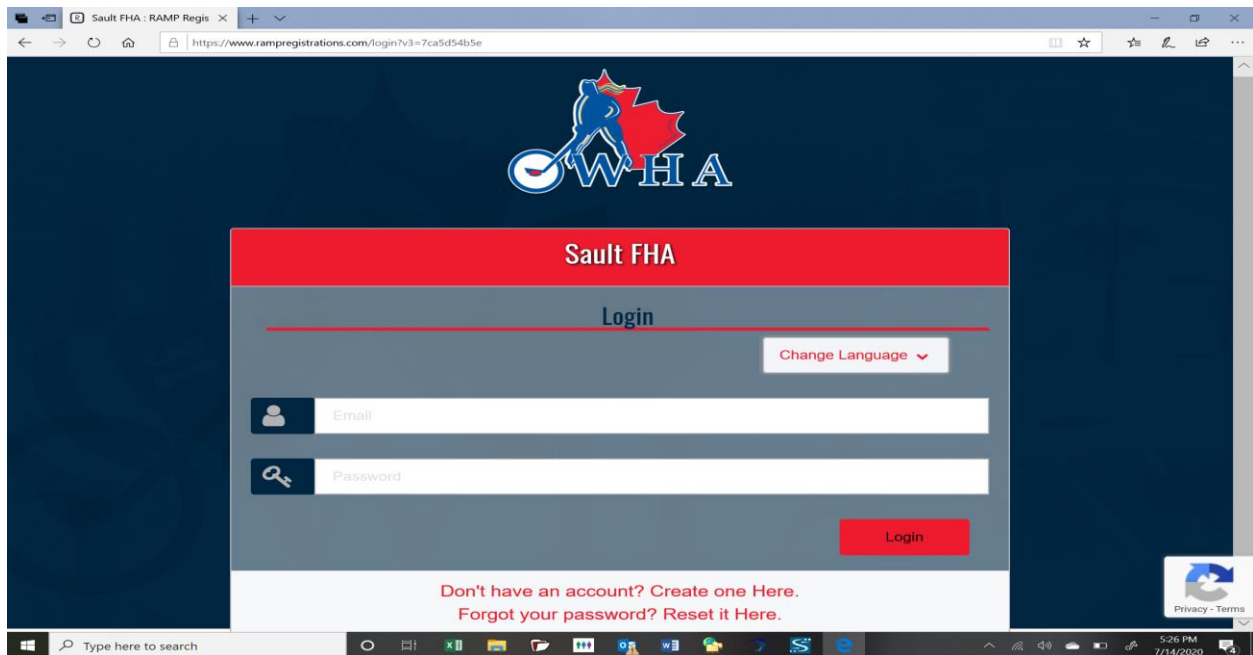 Sault FHA : RAMP Regis
https://www.rampregistrations.com/login?v3=7ca5d54b5e
OWHA
Sault FHA
Login
Change Language
Email
Password
Login
Don't have an account? Create one Here.
Forgot your password? Reset it Here.
Privacy - Terms
Type here to search
5:26 PM
7/14/2020